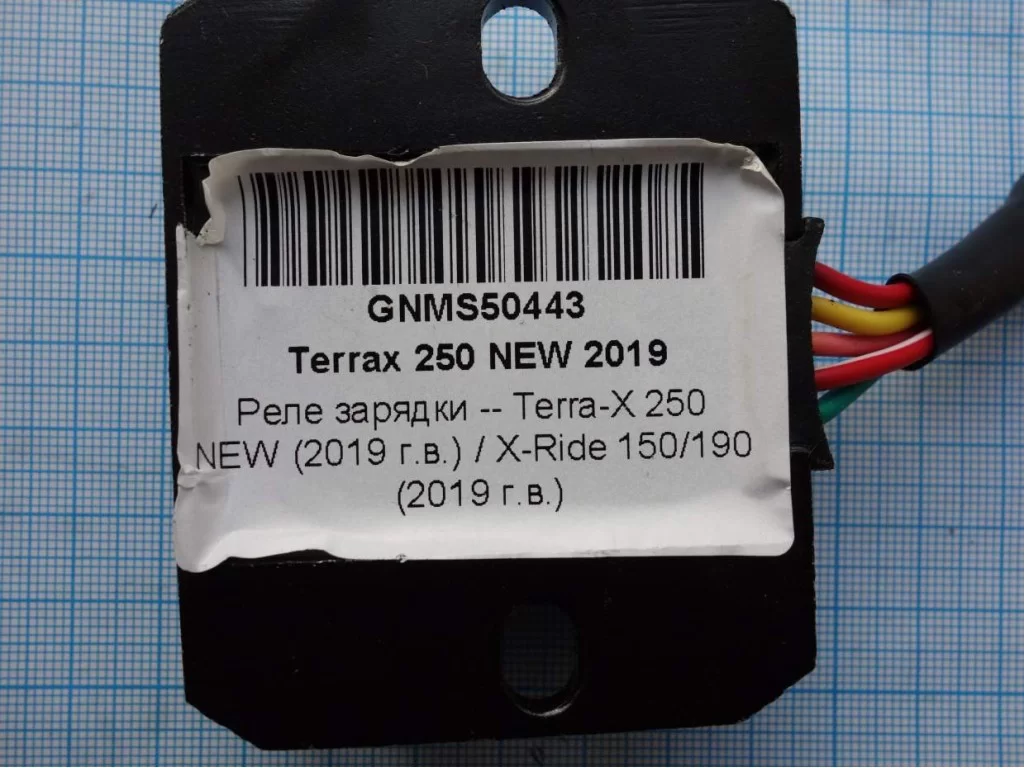 GNMS50443
Terrax 250 NEW 2019
Реле зарядки -- Terra-X 250
NEW (2019 г.в.) / X-Ride 150/190
(2019 г.в.)